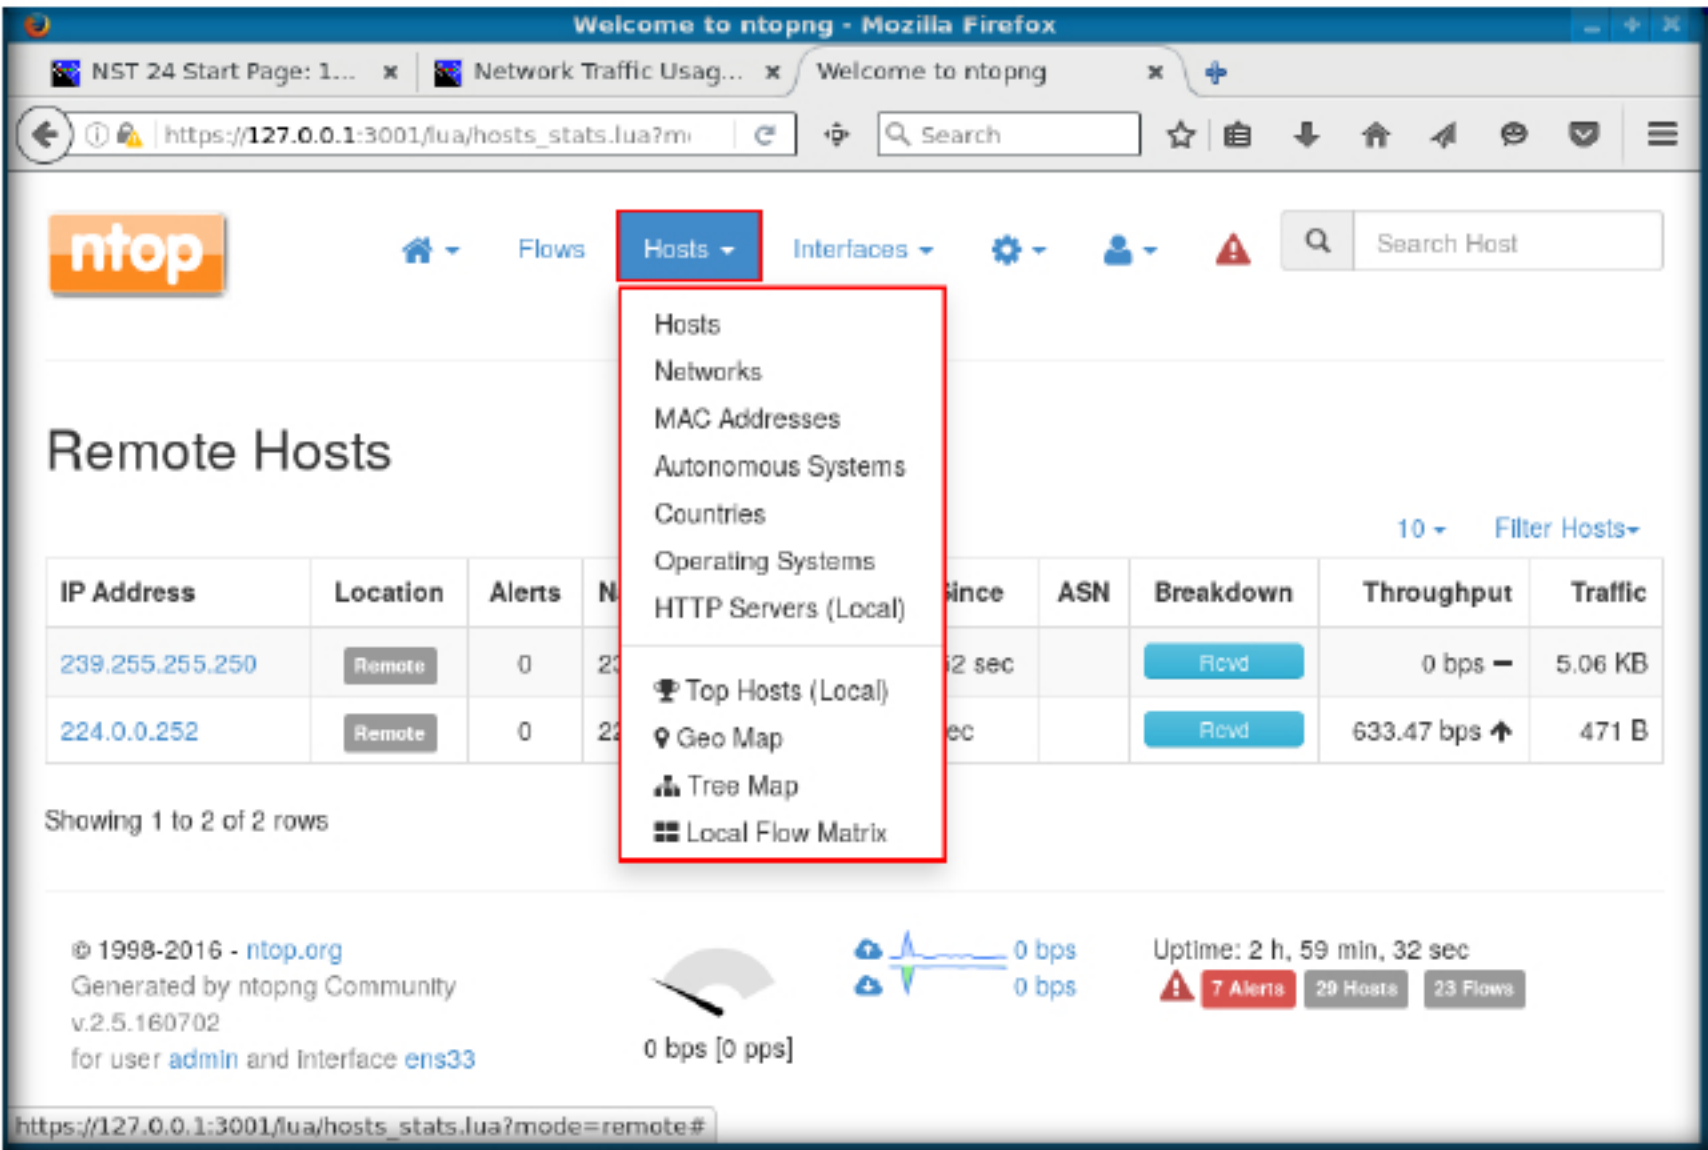 Welcome to ntopng - Mozilla Firefox
NST 24 Start Page: 1... Network Traffic Usag... Welcome to ntopng
https://127.0.0.1:3001/lua/hosts_stats.lua?m Search
ntop Flows Hosts Interfaces Search Host
Hosts
Networks
MAC Addresses
Autonomous Systems
Countries
Operating Systems
HTTP Servers (Local)
Top Hosts (Local)
Geo Map
Tree Map
Local Flow Matrix
Remote Hosts
10 Filter Hosts
IP Address Location Alerts N Since ASN Breakdown Throughput Traffic
239.255.255.250 Remote 0 23 52 sec Rcvd 0 bps 5.06 KB
224.0.0.252 Remote 0 22 ec Rcvd 633.47 bps 471 B
Showing 1 to 2 of 2 rows
© 1998-2016 - ntop.org
Generated by ntopng Community
v.2.5.160702
for user admin and interface ens33
0 bps [0 pps]
0 bps
0 bps
Uptime: 2 h, 59 min, 32 sec
7 Alerts 29 Hosts 23 Flows
https://127.0.0.1:3001/lua/hosts_stats.lua?mode=remote#